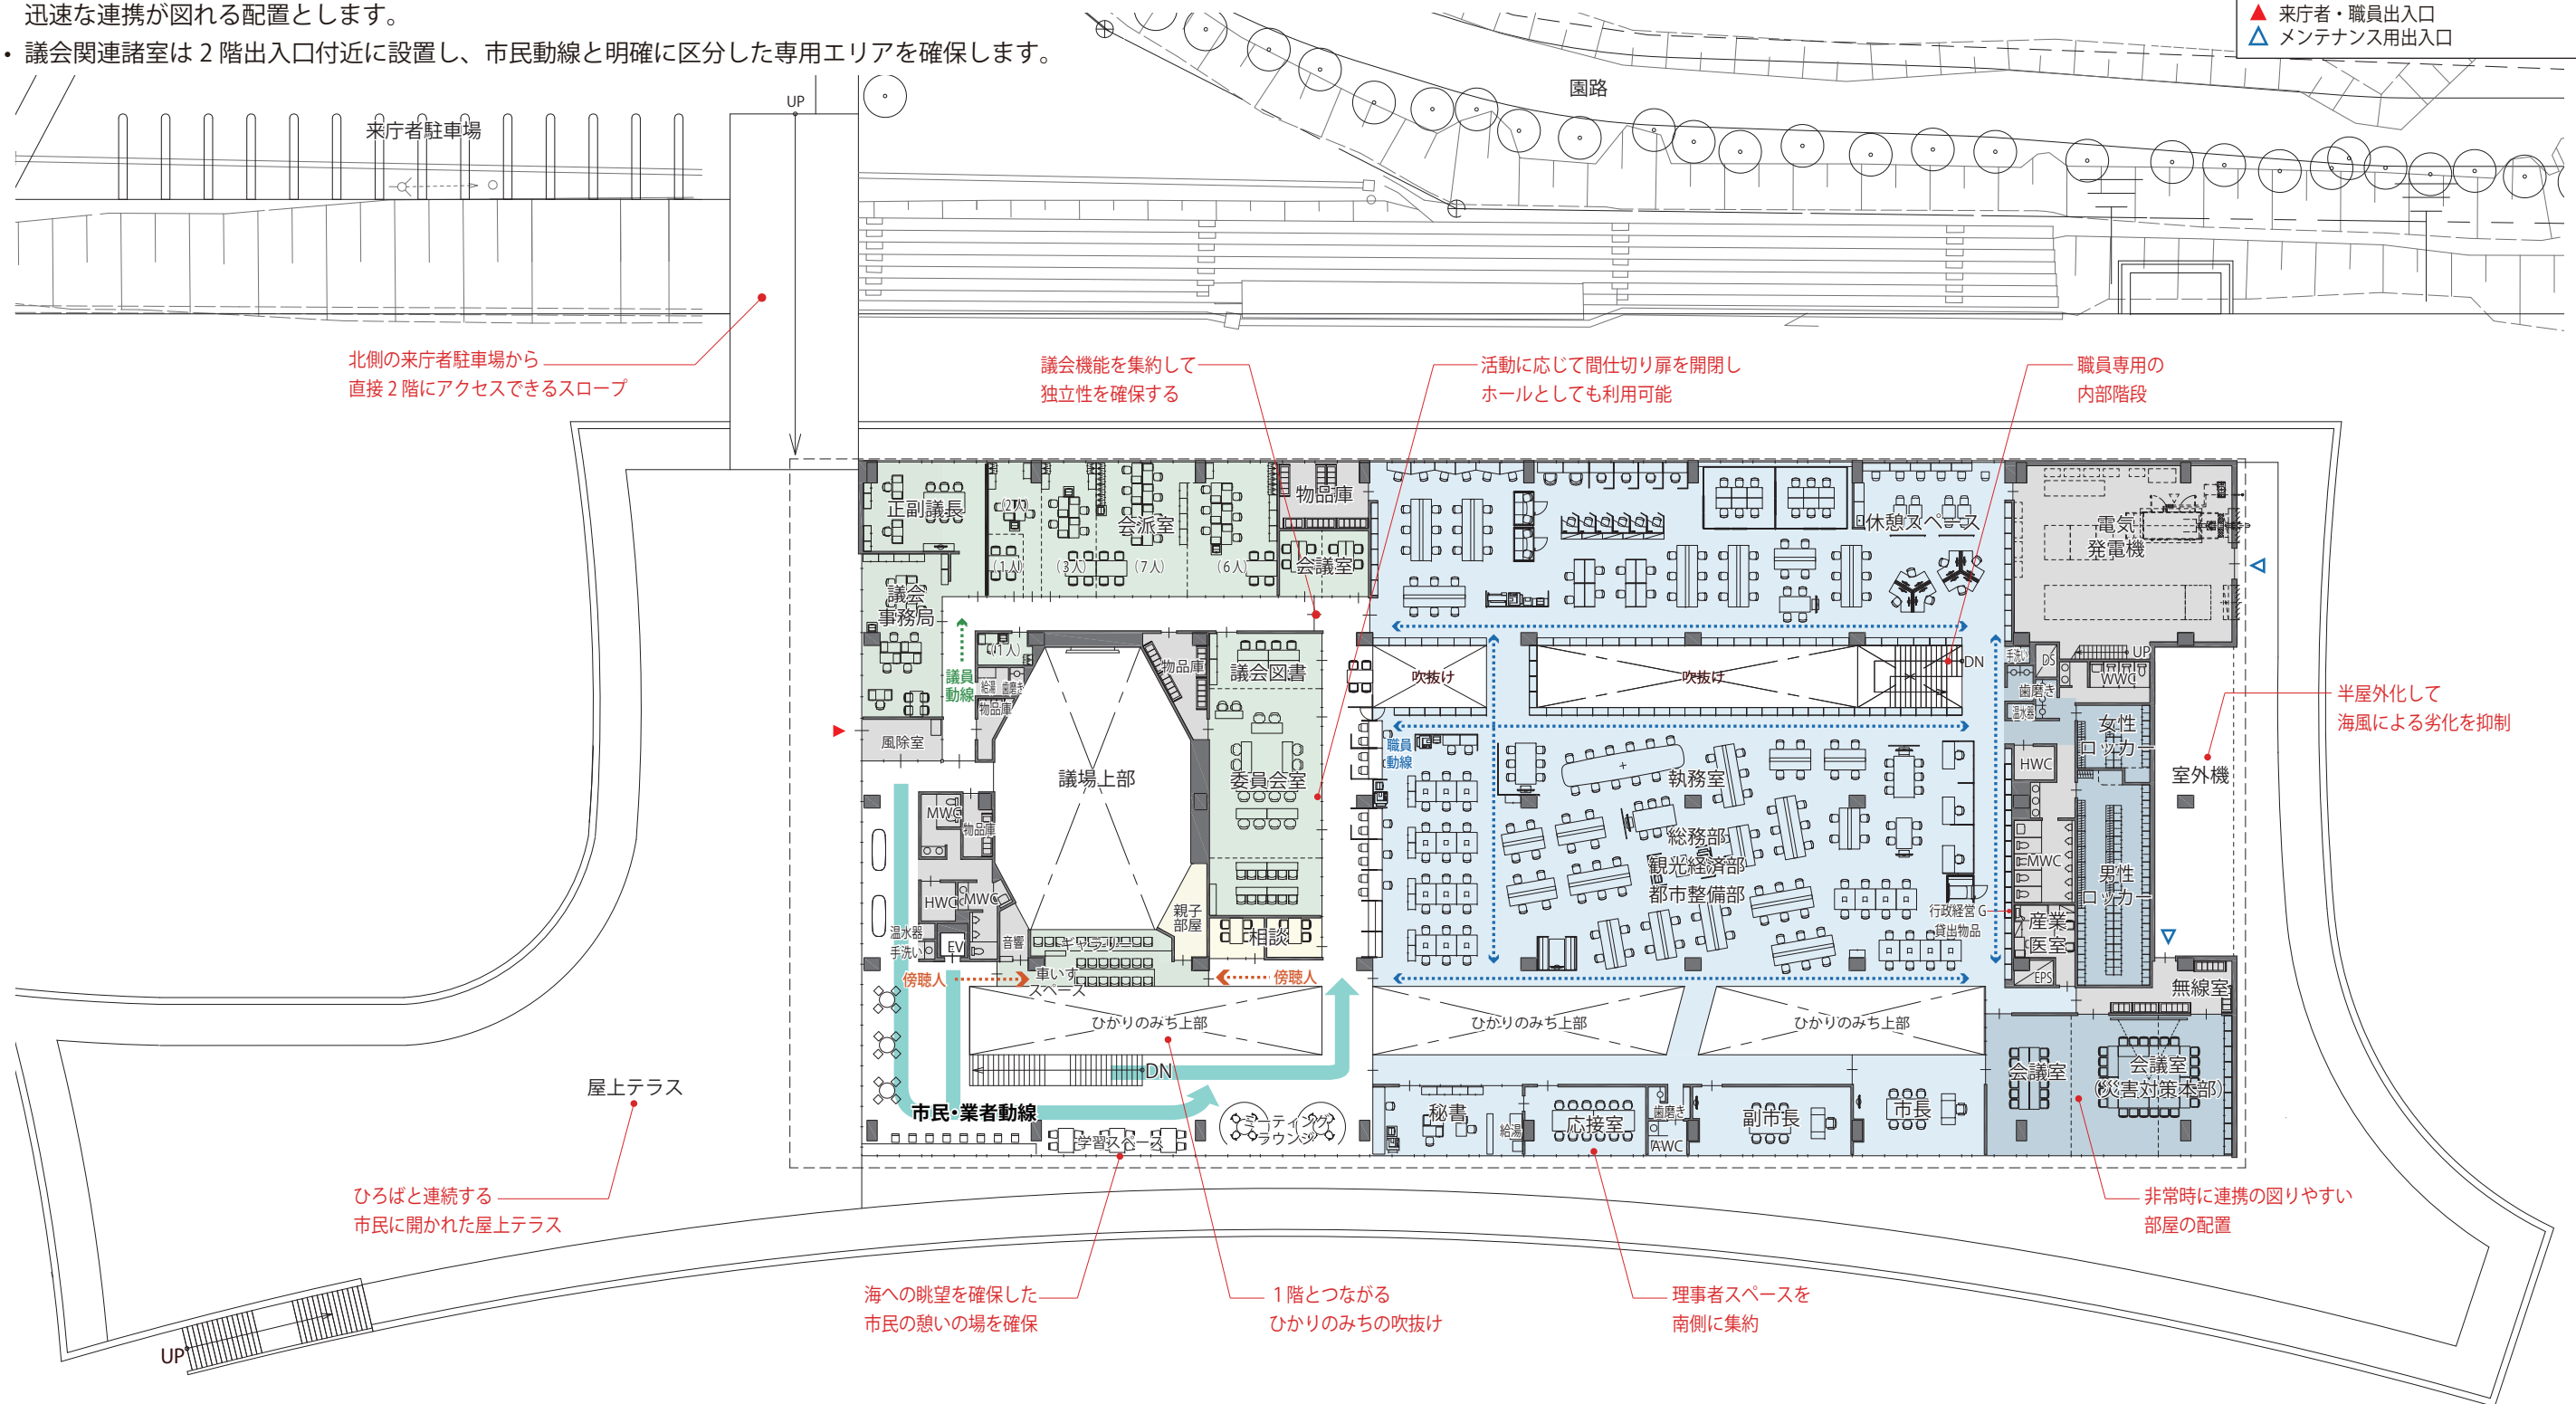 迅速な連携が図れる配置とします。
・議会関連諸室は 2 階出入口付近に設置し、市民動線と明確に区分した専用エリアを確保します。
来庁者・職員出入口
メンテナンス用出入口
園路
UP
来庁者駐車場
北側の来庁者駐車場から
直接 2 階にアクセスできるスロープ
議会機能を集約して
独立性を確保する
活動に応じて間仕切り扉を開閉し
ホールとしても利用可能
職員専用の
内部階段
正副議長
(2人)
会派室
物品庫
休憩スペース
電気
発電機
(1人)
(3人)
(7人)
(6人)
会議室
議会
事務局
議員
動線
(1人)
給湯
歯磨き
物品庫
物品庫
議会図書
吹抜け
吹抜け
DN
手洗い
DS
UP
WWC
歯磨き
温水器
半屋外化して
海風による劣化を抑制
風除室
議場上部
委員会室
職員
動線
執務室
総務部
観光経済部
都市整備部
女性
ロッカー
HWC
室外機
MWC
物品庫
MWC
男性
ロッカー
HWC
MWC
親子
部屋
相談
行政経営 G
貸出物品
産業
医室
温水器
手洗い
EV
音響
ギャラリー
EPS
傍聴人
車いす
スペース
傍聴人
無線室
ひかりのみち上部
ひかりのみち上部
ひかりのみち上部
DN
会議室
会議室
(災害対策本部)
屋上テラス
市民・業者動線
学習スペース
ミーティング
ラウンジ
秘書
給湯
応接室
歯磨き
AWC
副市長
市長
ひろばと連続する
市民に開かれた屋上テラス
非常時に連携の図りやすい
部屋の配置
海への眺望を確保した
市民の憩いの場を確保
1 階とつながる
ひかりのみちの吹抜け
理事者スペースを
南側に集約
UP